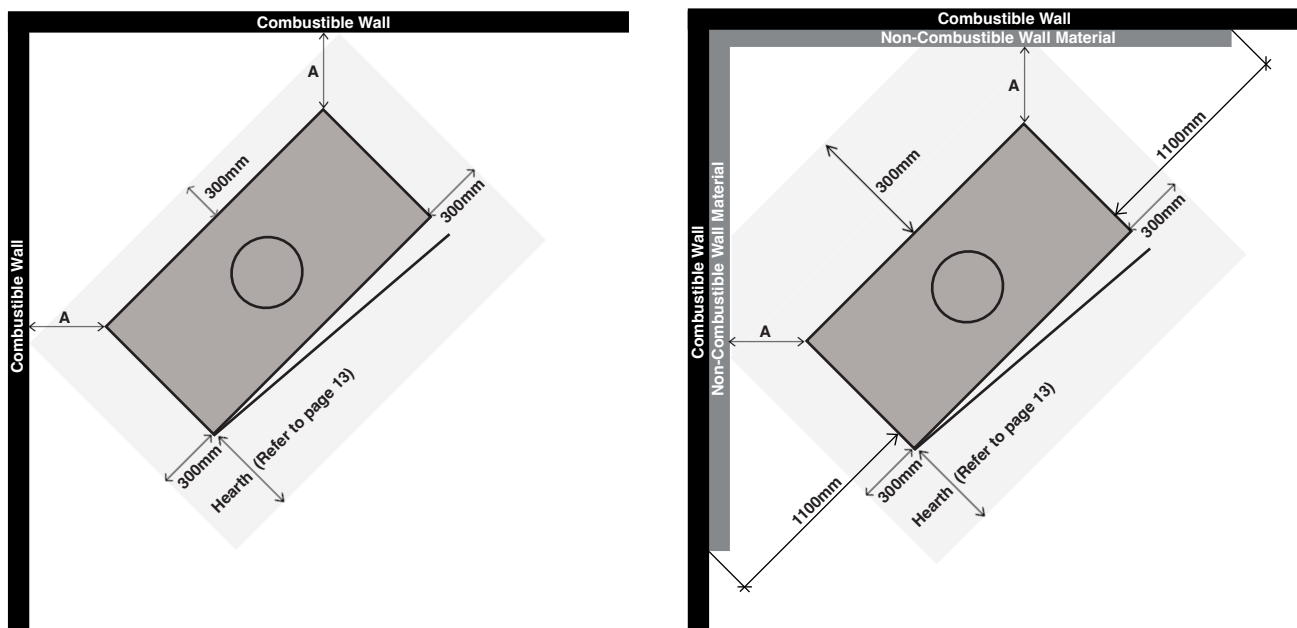 Combustible Wall
A
300mm
300mm
Combustible Wall
A
300mm
Hearth (Refer to page 13)
Combustible Wall
Non-Combustible Wall Material
A
1100mm
300mm
300mm
Combustible Wall
Non-Combustible Wall Material
A
300mm
Hearth (Refer to page 13)
1100mm